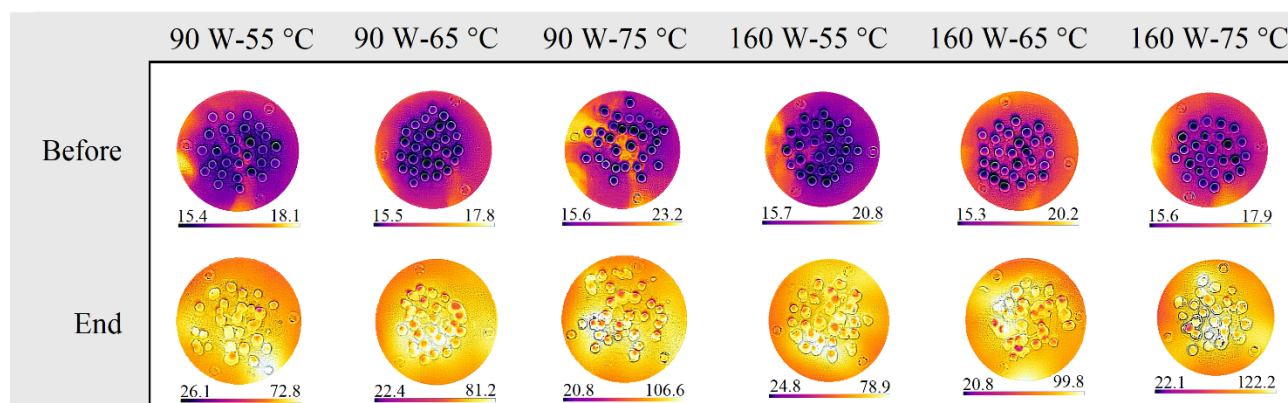 90 W-55 °C 90 W-65 °C 90 W-75 °C 160 W-55 °C 160 W-65 °C 160 W-75 °C
Before
15.4 18.1 15.5 17.8 15.6 23.2 15.7 20.8 15.3 20.2 15.6 17.9
End
26.1 72.8 22.4 81.2 20.8 106.6 24.8 78.9 20.8 99.8 22.1 122.2